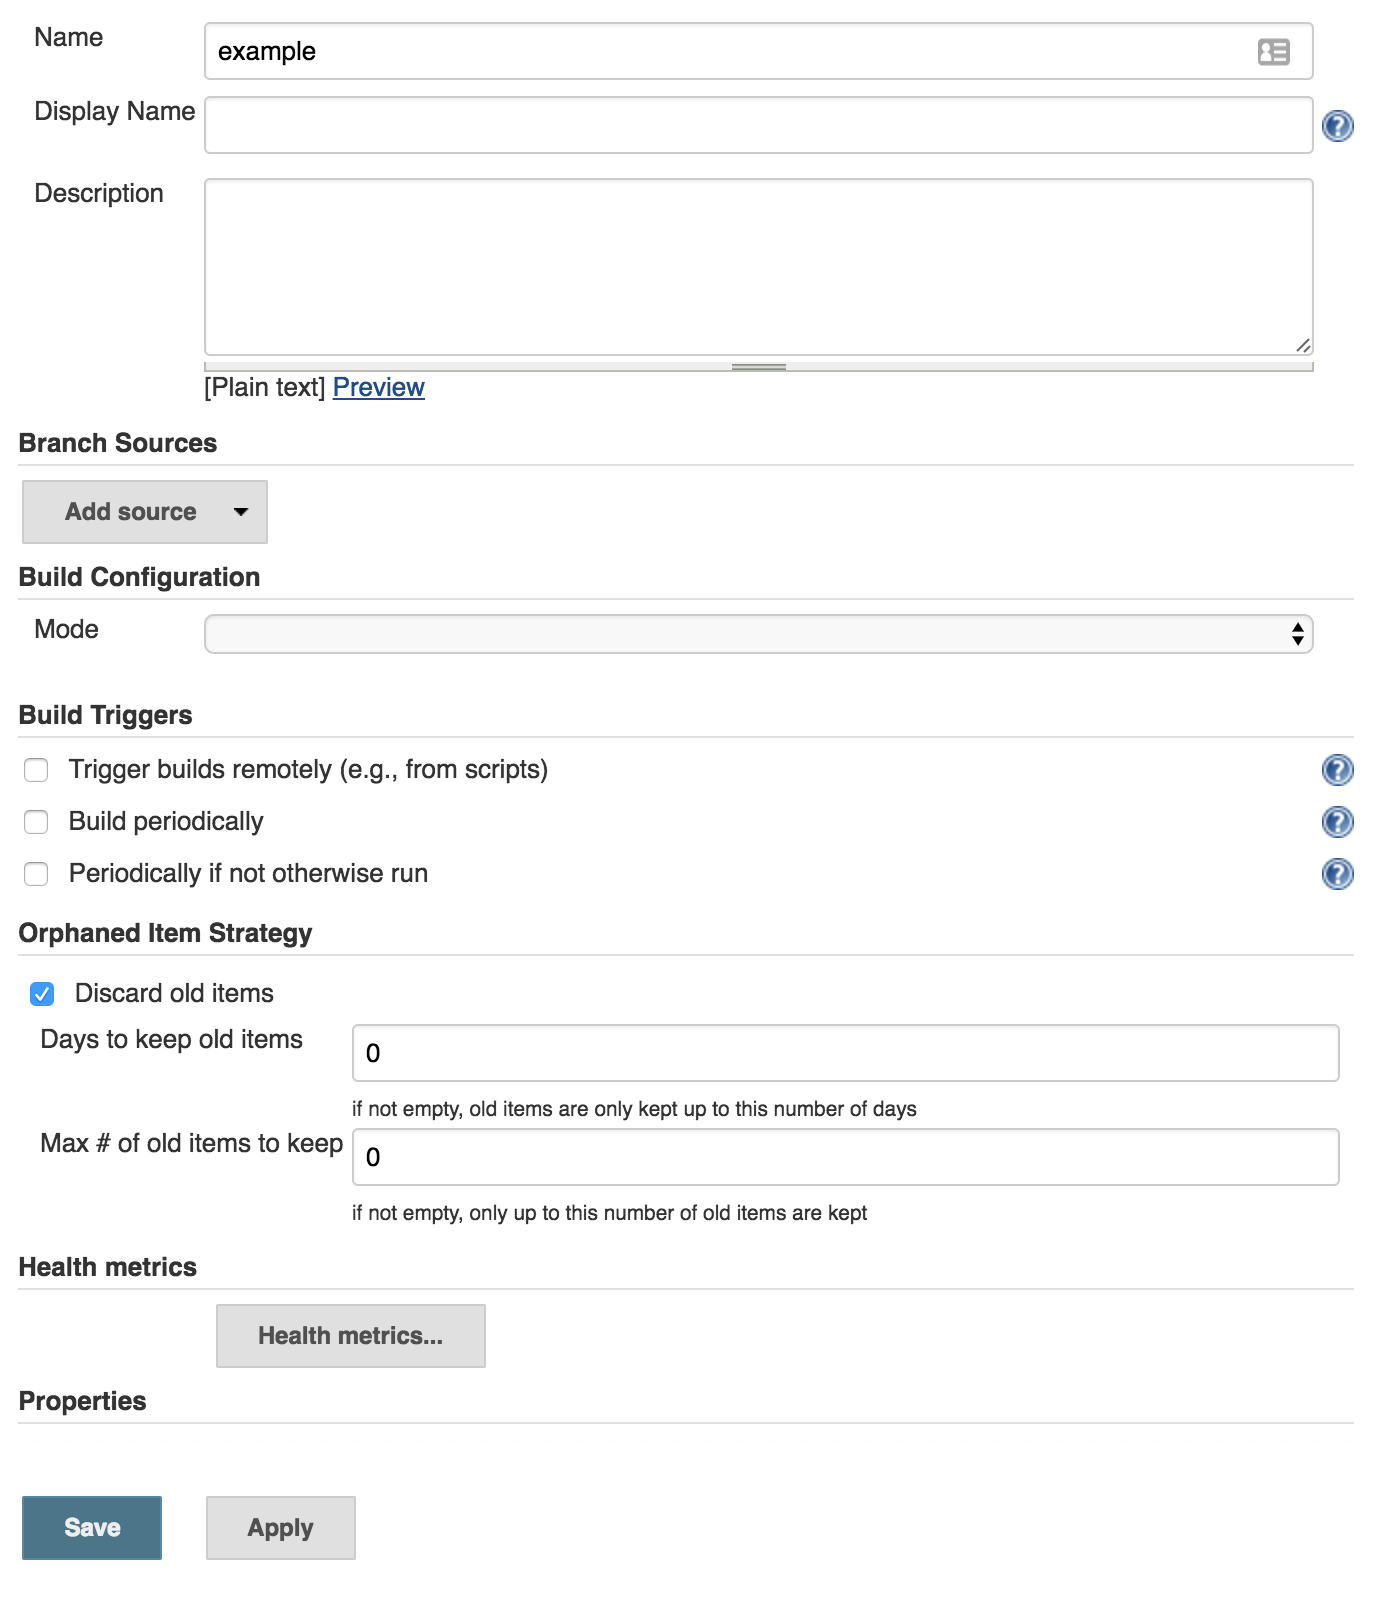 Name
example
Display Name
Description
[Plain text] Preview
Branch Sources
Add source
Build Configuration
Mode
Build Triggers
Trigger builds remotely (e.g., from scripts)
Build periodically
Periodically if not otherwise run
Orphaned Item Strategy
Discard old items
Days to keep old items
0
if not empty, old items are only kept up to this number of days
Max # of old items to keep
0
if not empty, only up to this number of old items are kept
Health metrics
Health metrics...
Properties
Save
Apply